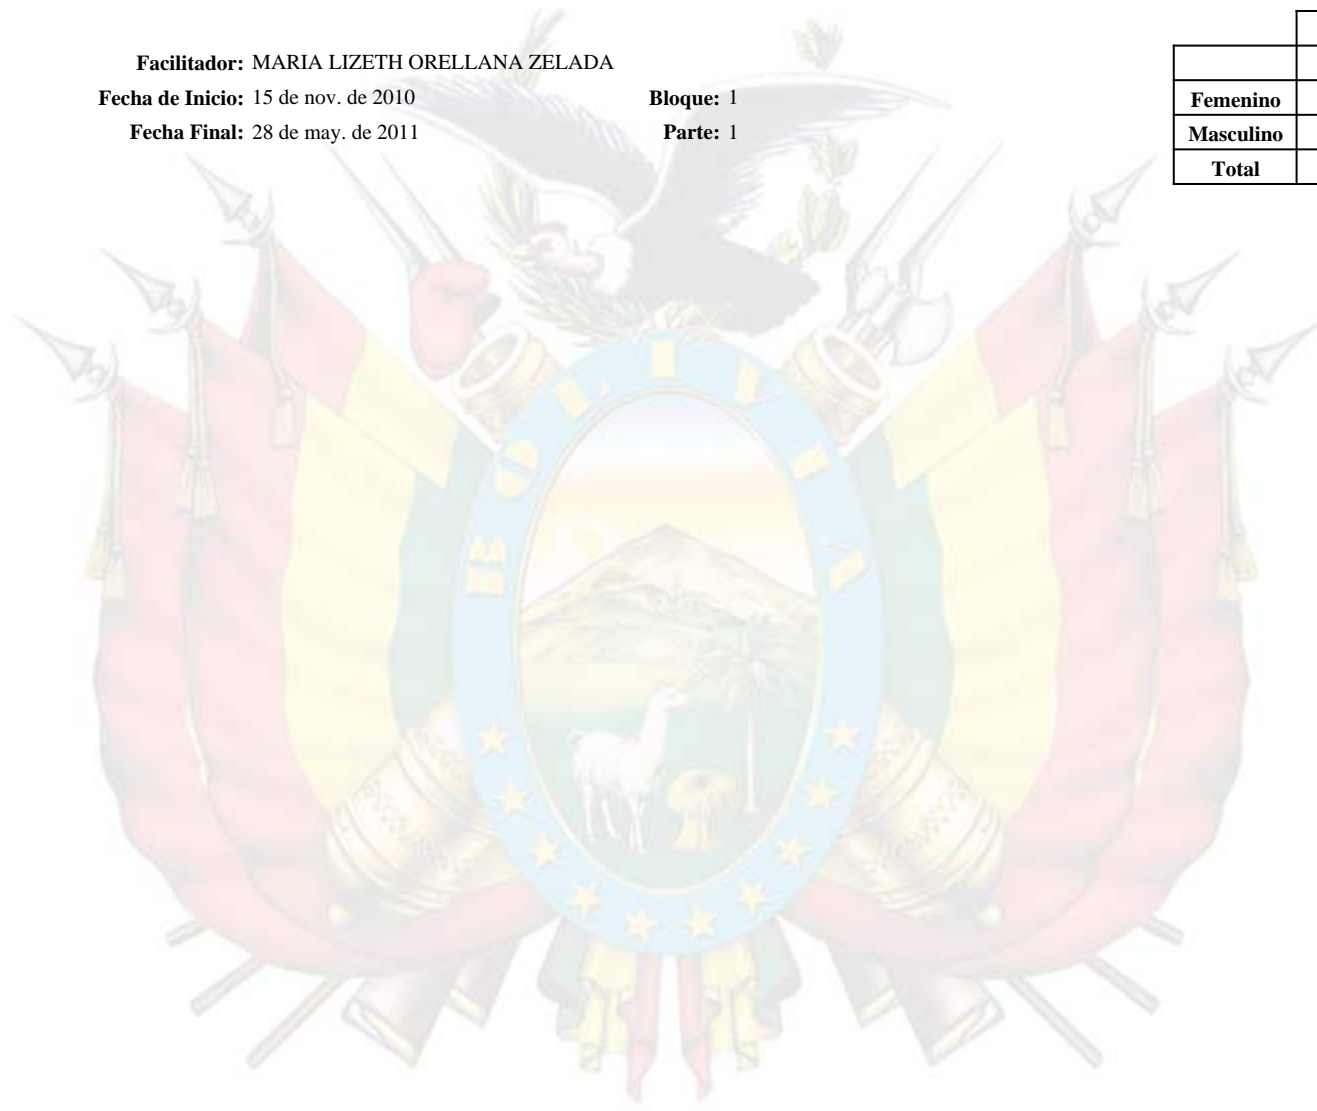 Facilitador: MARIA LIZETH ORELLANA ZELADA
Fecha de Inicio: 15 de nov. de 2010 Bloque: 1
Fecha Final: 28 de may. de 2011 Parte: 1
Femenino
Masculino
Total
BOLIVIA